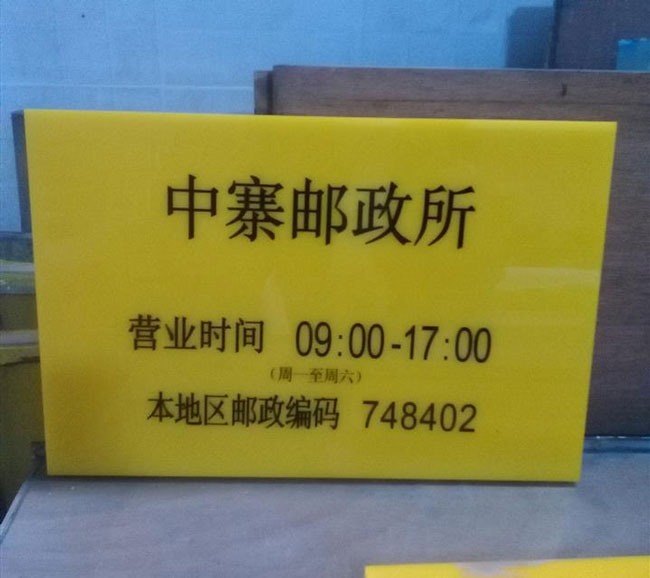 中寨邮政所
营业时间 09:00-17:00
（周一至周六）
本地区邮政编码 748402